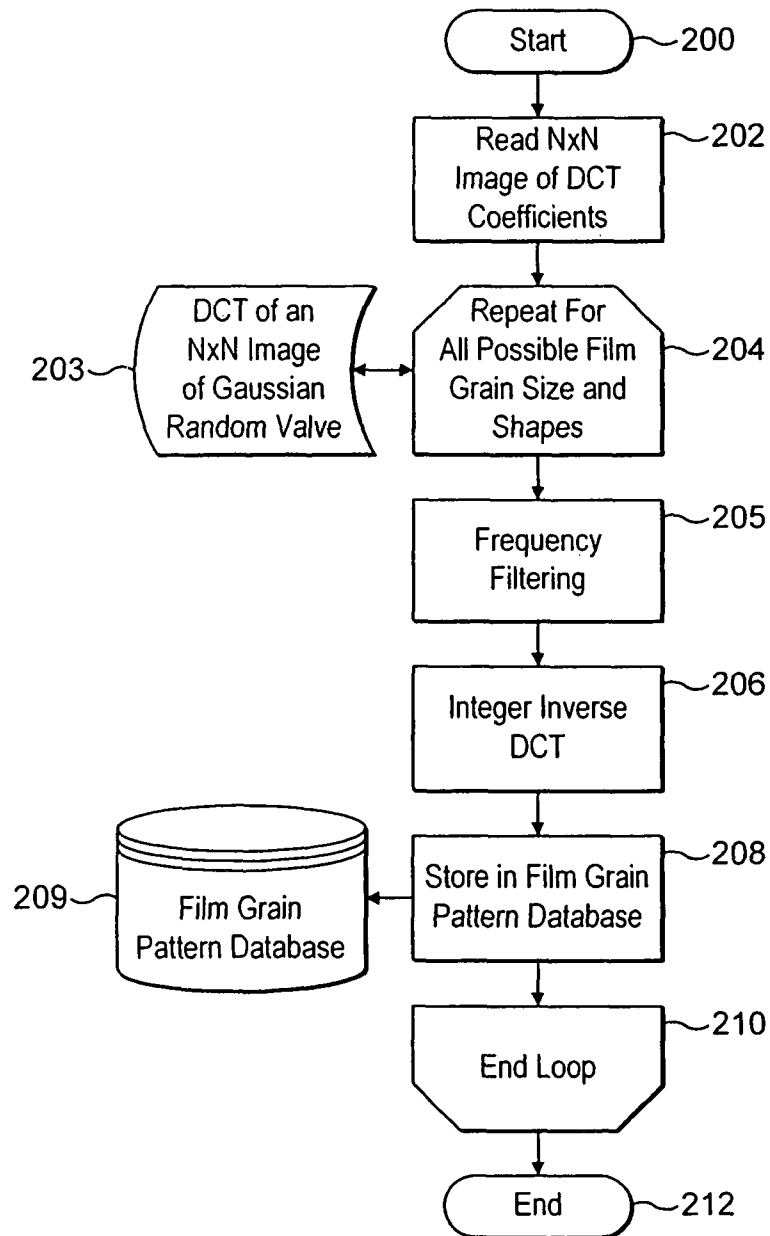 Start
200
Read NxN
Image of DCT
Coefficients
202
DCT of an
NxN Image
of Gaussian
Random Valve
203
Repeat For
All Possible Film
Grain Size and
Shapes
204
Frequency
Filtering
205
Integer Inverse
DCT
206
Store in Film Grain
Pattern Database
208
Film Grain
Pattern Database
209
End Loop
210
End
212